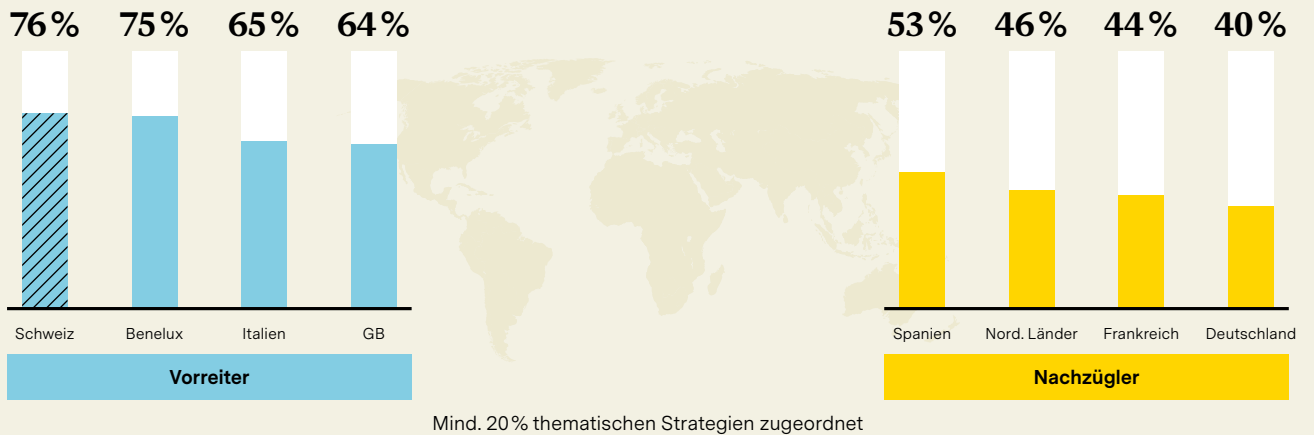 76 % 75 % 65 % 64 % 53 % 46 % 44 % 40 %
Schweiz Benelux Italien GB Spanien Nord. Länder Frankreich Deutschland
Vorreiter Nachzügler
Mind. 20 % thematischen Strategien zugeordnet